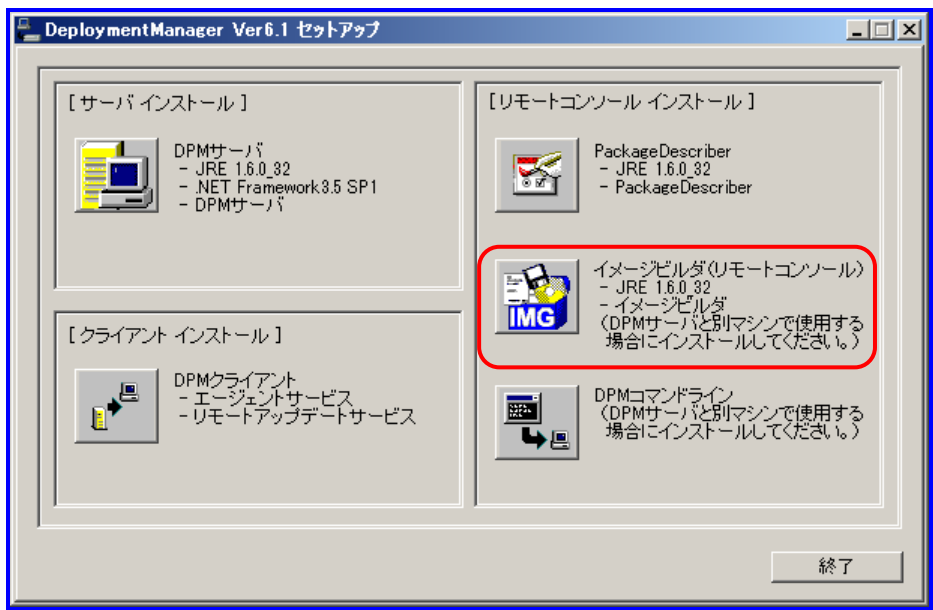 DeploymentManager Ver6.1 セットアップ
[ サーバ インストール ]
DPMサーバ
- JRE 1.6.0_32
- .NET Framework3.5 SP1
- DPMサーバ
[ クライアント インストール ]
DPMクライアント
- エージェントサービス
- リモートアップデートサービス
[ リモートコンソール インストール ]
PackageDescriber
- JRE 1.6.0_32
- PackageDescriber
IMG
イメージビルダ(リモートコンソール)
- JRE 1.6.0_32
- イメージビルダ
(DPMサーバと別マシンで使用する
場合にインストールしてください。)
DPMコマンドライン
(DPMサーバと別マシンで使用する
場合にインストールしてください。)
終了